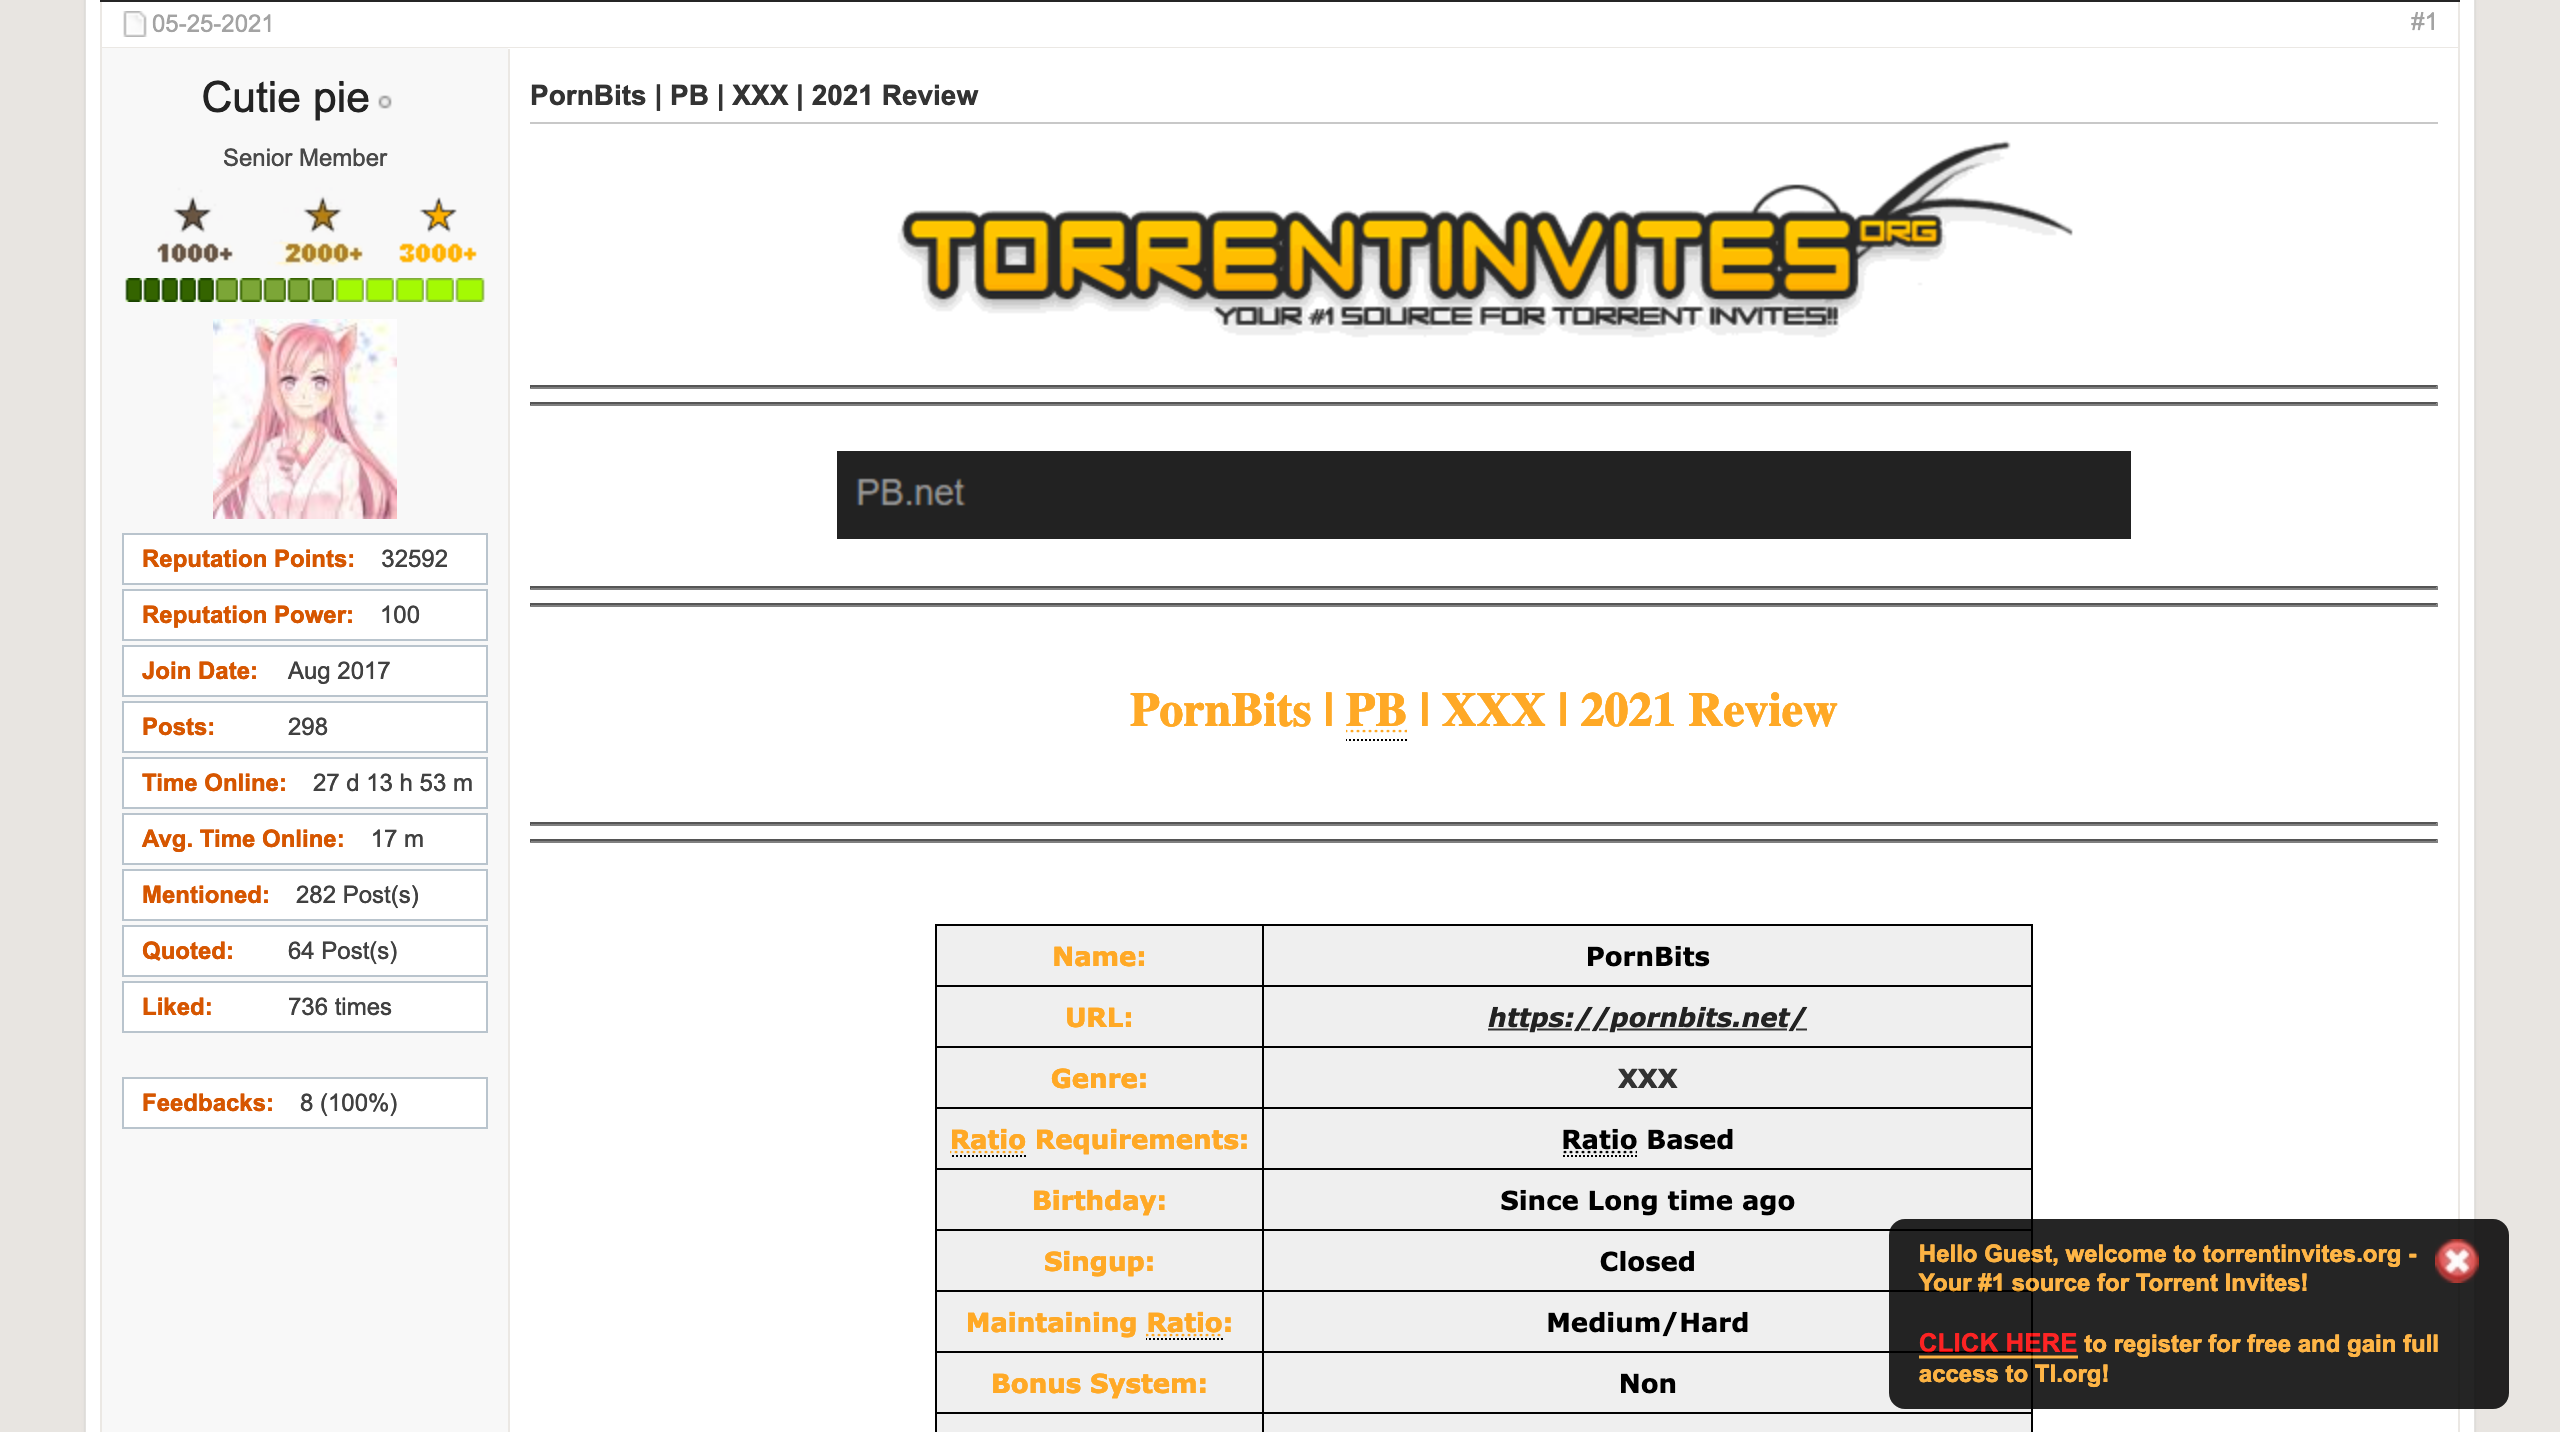 05-25-2021
#1
Cutie pie
Senior Member
1000+ 2000+ 3000+
Reputation Points: 32592
Reputation Power: 100
Join Date: Aug 2017
Posts: 298
Time Online: 27 d 13 h 53 m
Avg. Time Online: 17 m
Mentioned: 282 Post(s)
Quoted: 64 Post(s)
Liked: 736 times
Feedbacks: 8 (100%)
PornBits | PB | XXX | 2021 Review
TORRENTINVITES ORG
YOUR #1 SOURCE FOR TORRENT INVITES!!
PB.net
PornBits | PB | XXX | 2021 Review
Name: PornBits
URL: https://pornbits.net/
Genre: XXX
Ratio Requirements: Ratio Based
Birthday: Since Long time ago
Singup: Closed
Maintaining Ratio: Medium/Hard
Bonus System: Non
Hello Guest, welcome to torrentinvites.org -
Your #1 source for Torrent Invites!
CLICK HERE to register for free and gain full
access to TI.org!